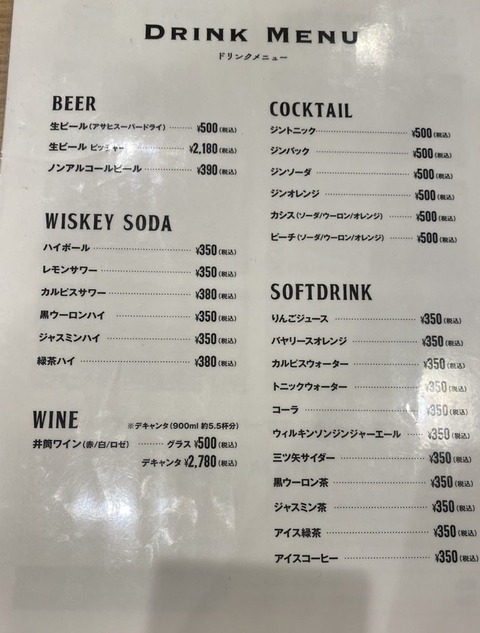 DRINK MENU
ドリンクメニュー
BEER
生ビール(アサヒスーパードライ) ¥500(税込)
生ビール ピッチャー ¥2,180(税込)
ノンアルコールビール ¥390(税込)
WISKEY SODA
ハイボール ¥350(税込)
レモンサワー ¥350(税込)
カルピスサワー ¥380(税込)
黒ウーロンハイ ¥350(税込)
ジャスミンハイ ¥350(税込)
緑茶ハイ ¥380(税込)
WINE
※デキャンタ(900ml 約5.5杯分)
井筒ワイン(赤/白/ロゼ) グラス ¥500(税込)
デキャンタ ¥2,780(税込)
COCKTAIL
ジントニック ¥500(税込)
ジンバック ¥500(税込)
ジンソーダ ¥500(税込)
ジンオレンジ ¥500(税込)
カシス(ソーダ/ウーロン/オレンジ) ¥500(税込)
ピーチ(ソーダ/ウーロン/オレンジ) ¥500(税込)
SOFTDRINK
りんごジュース ¥350(税込)
バヤリースオレンジ ¥350(税込)
カルピスウォーター ¥350(税込)
トニックウォーター ¥350(税込)
コーラ ¥350(税込)
ウィルキンソンジンジャーエール ¥350(税込)
三ツ矢サイダー ¥350(税込)
黒ウーロン茶 ¥350(税込)
ジャスミン茶 ¥350(税込)
アイス緑茶 ¥350(税込)
アイスコーヒー ¥350(税込)